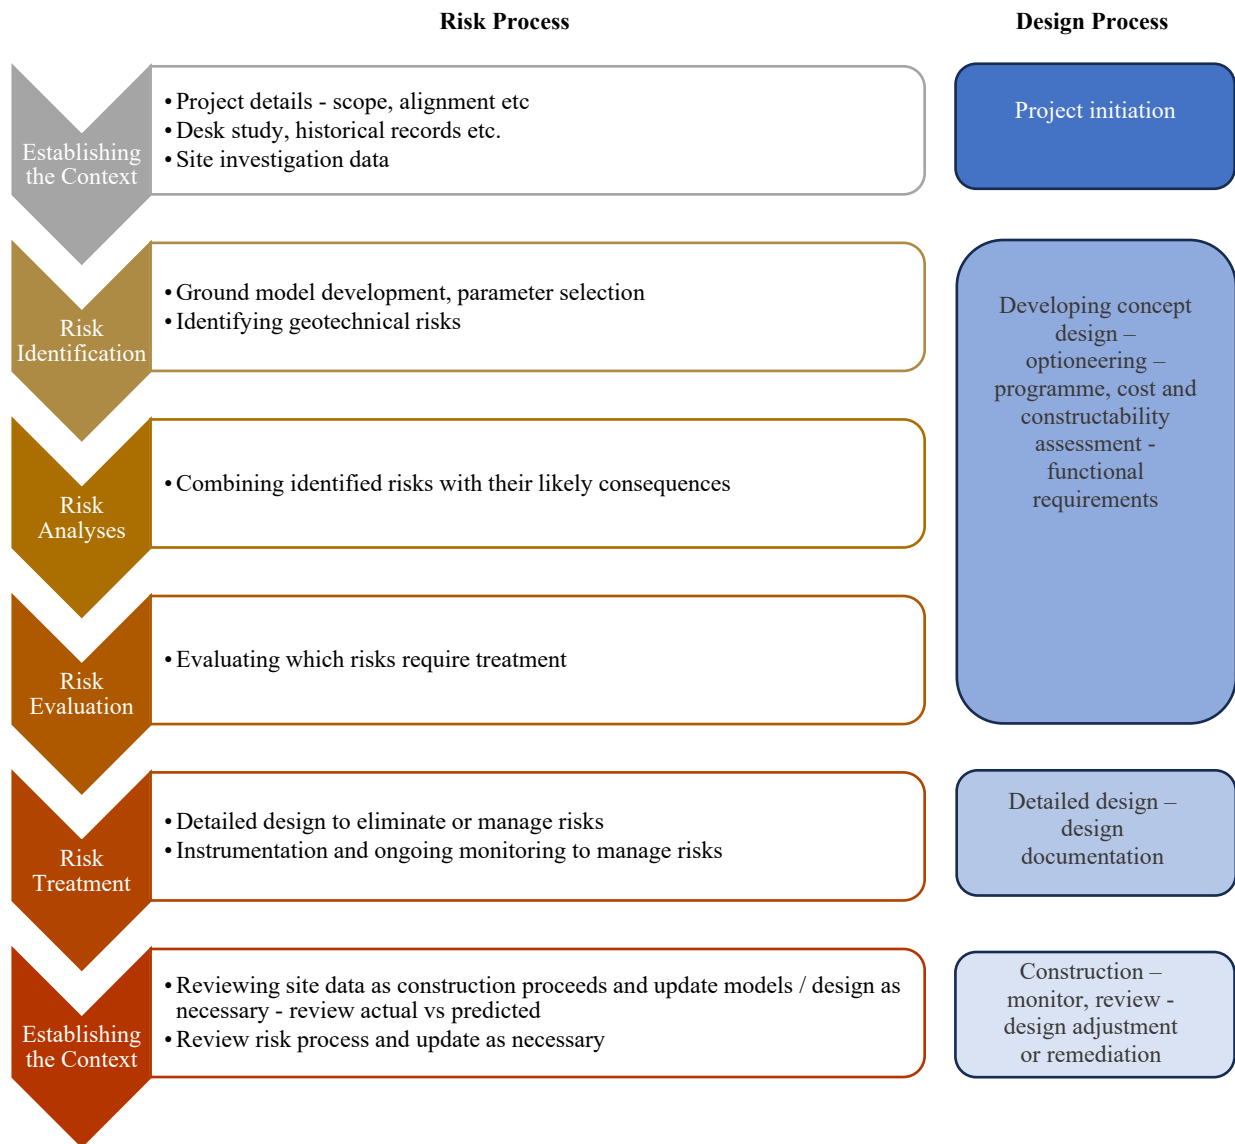 Risk Process
Design Process
Establishing
the Context
• Project details - scope, alignment etc
• Desk study, historical records etc.
• Site investigation data
Project initiation
Risk
Identification
• Ground model development, parameter selection
• Identifying geotechnical risks
Developing concept
design –
optioneering –
programme, cost and
constructability
assessment -
functional
requirements
Risk
Analyses
• Combining identified risks with their likely consequences
Risk
Evaluation
• Evaluating which risks require treatment
Risk
Treatment
• Detailed design to eliminate or manage risks
• Instrumentation and ongoing monitoring to manage risks
Detailed design –
design
documentation
Establishing
the Context
• Reviewing site data as construction proceeds and update models / design as
necessary - review actual vs predicted
• Review risk process and update as necessary
Construction –
monitor, review -
design adjustment
or remediation